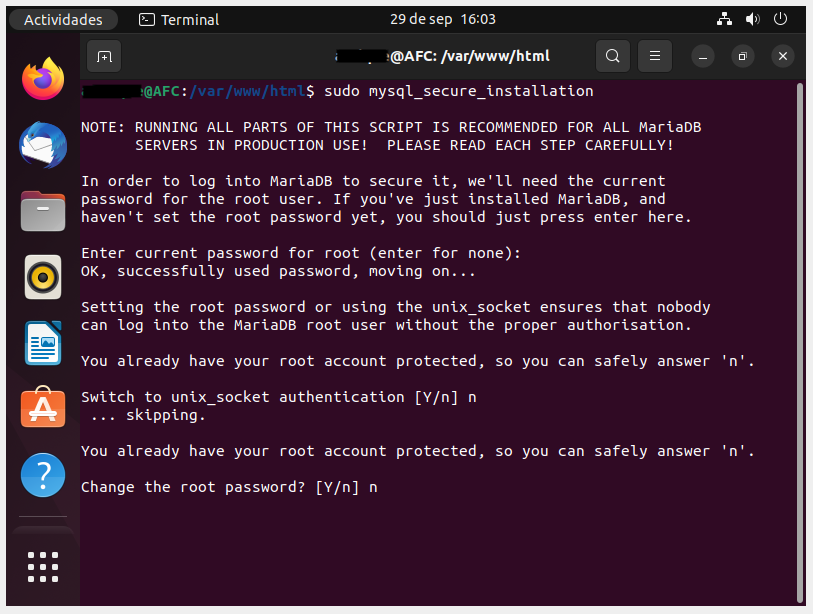 Actividades
Terminal
29 de sep 16:03
@AFC: /var/www/html
@AFC:/var/www/html$ sudo mysql_secure_installation
NOTE: RUNNING ALL PARTS OF THIS SCRIPT IS RECOMMENDED FOR ALL MariaDB
SERVERS IN PRODUCTION USE!  PLEASE READ EACH STEP CAREFULLY!
In order to log into MariaDB to secure it, we'll need the current
password for the root user. If you've just installed MariaDB, and
haven't set the root password yet, you should just press enter here.
Enter current password for root (enter for none):
OK, successfully used password, moving on...
Setting the root password or using the unix_socket ensures that nobody
can log into the MariaDB root user without the proper authorisation.
You already have your root account protected, so you can safely answer 'n'.
Switch to unix_socket authentication [Y/n] n
... skipping.
You already have your root account protected, so you can safely answer 'n'.
Change the root password? [Y/n] n